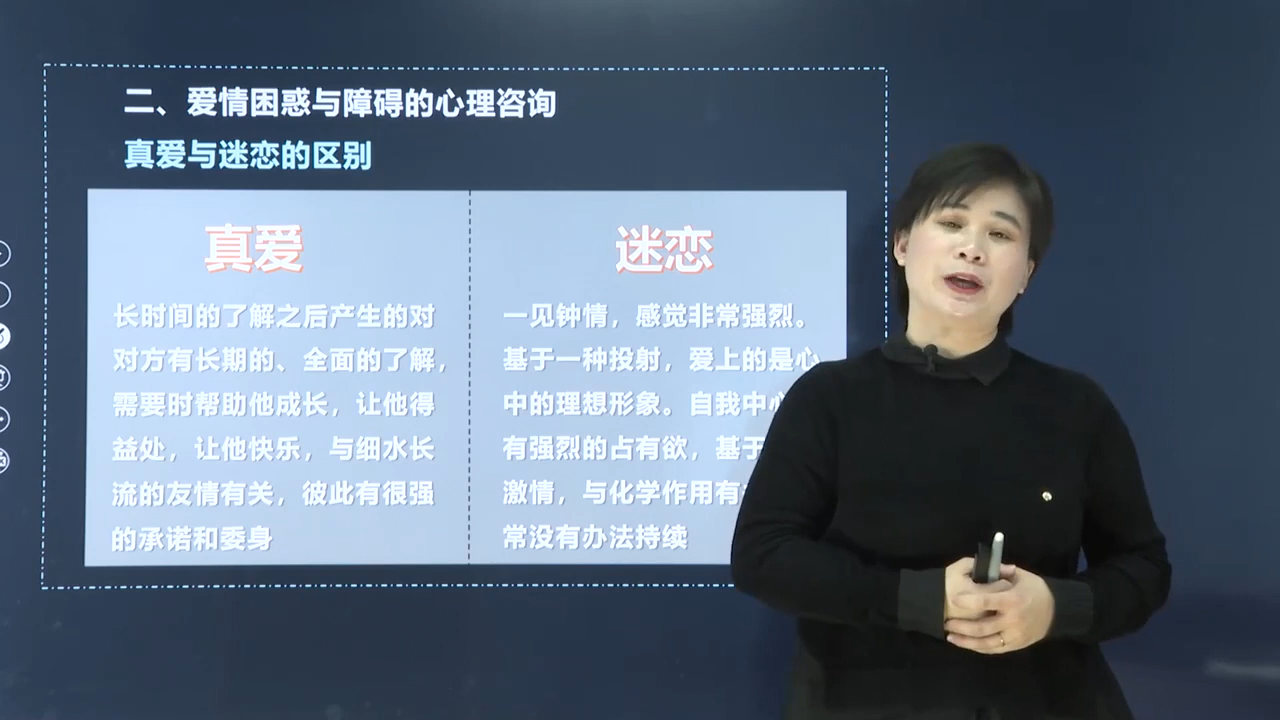 二、爱情困惑与障碍的心理咨询
真爱与迷恋的区别
真爱
长时间的了解之后产生的对
对方有长期的、全面的了解，
需要时帮助他成长，让他得
益处，让他快乐，与细水长
流的友情有关，彼此有很强
的承诺和委身
迷恋
一见钟情，感觉非常强烈。
基于一种投射，爱上的是心
中的理想形象。自我中心
有强烈的占有欲，基于
激情，与化学作用有
常没有办法持续